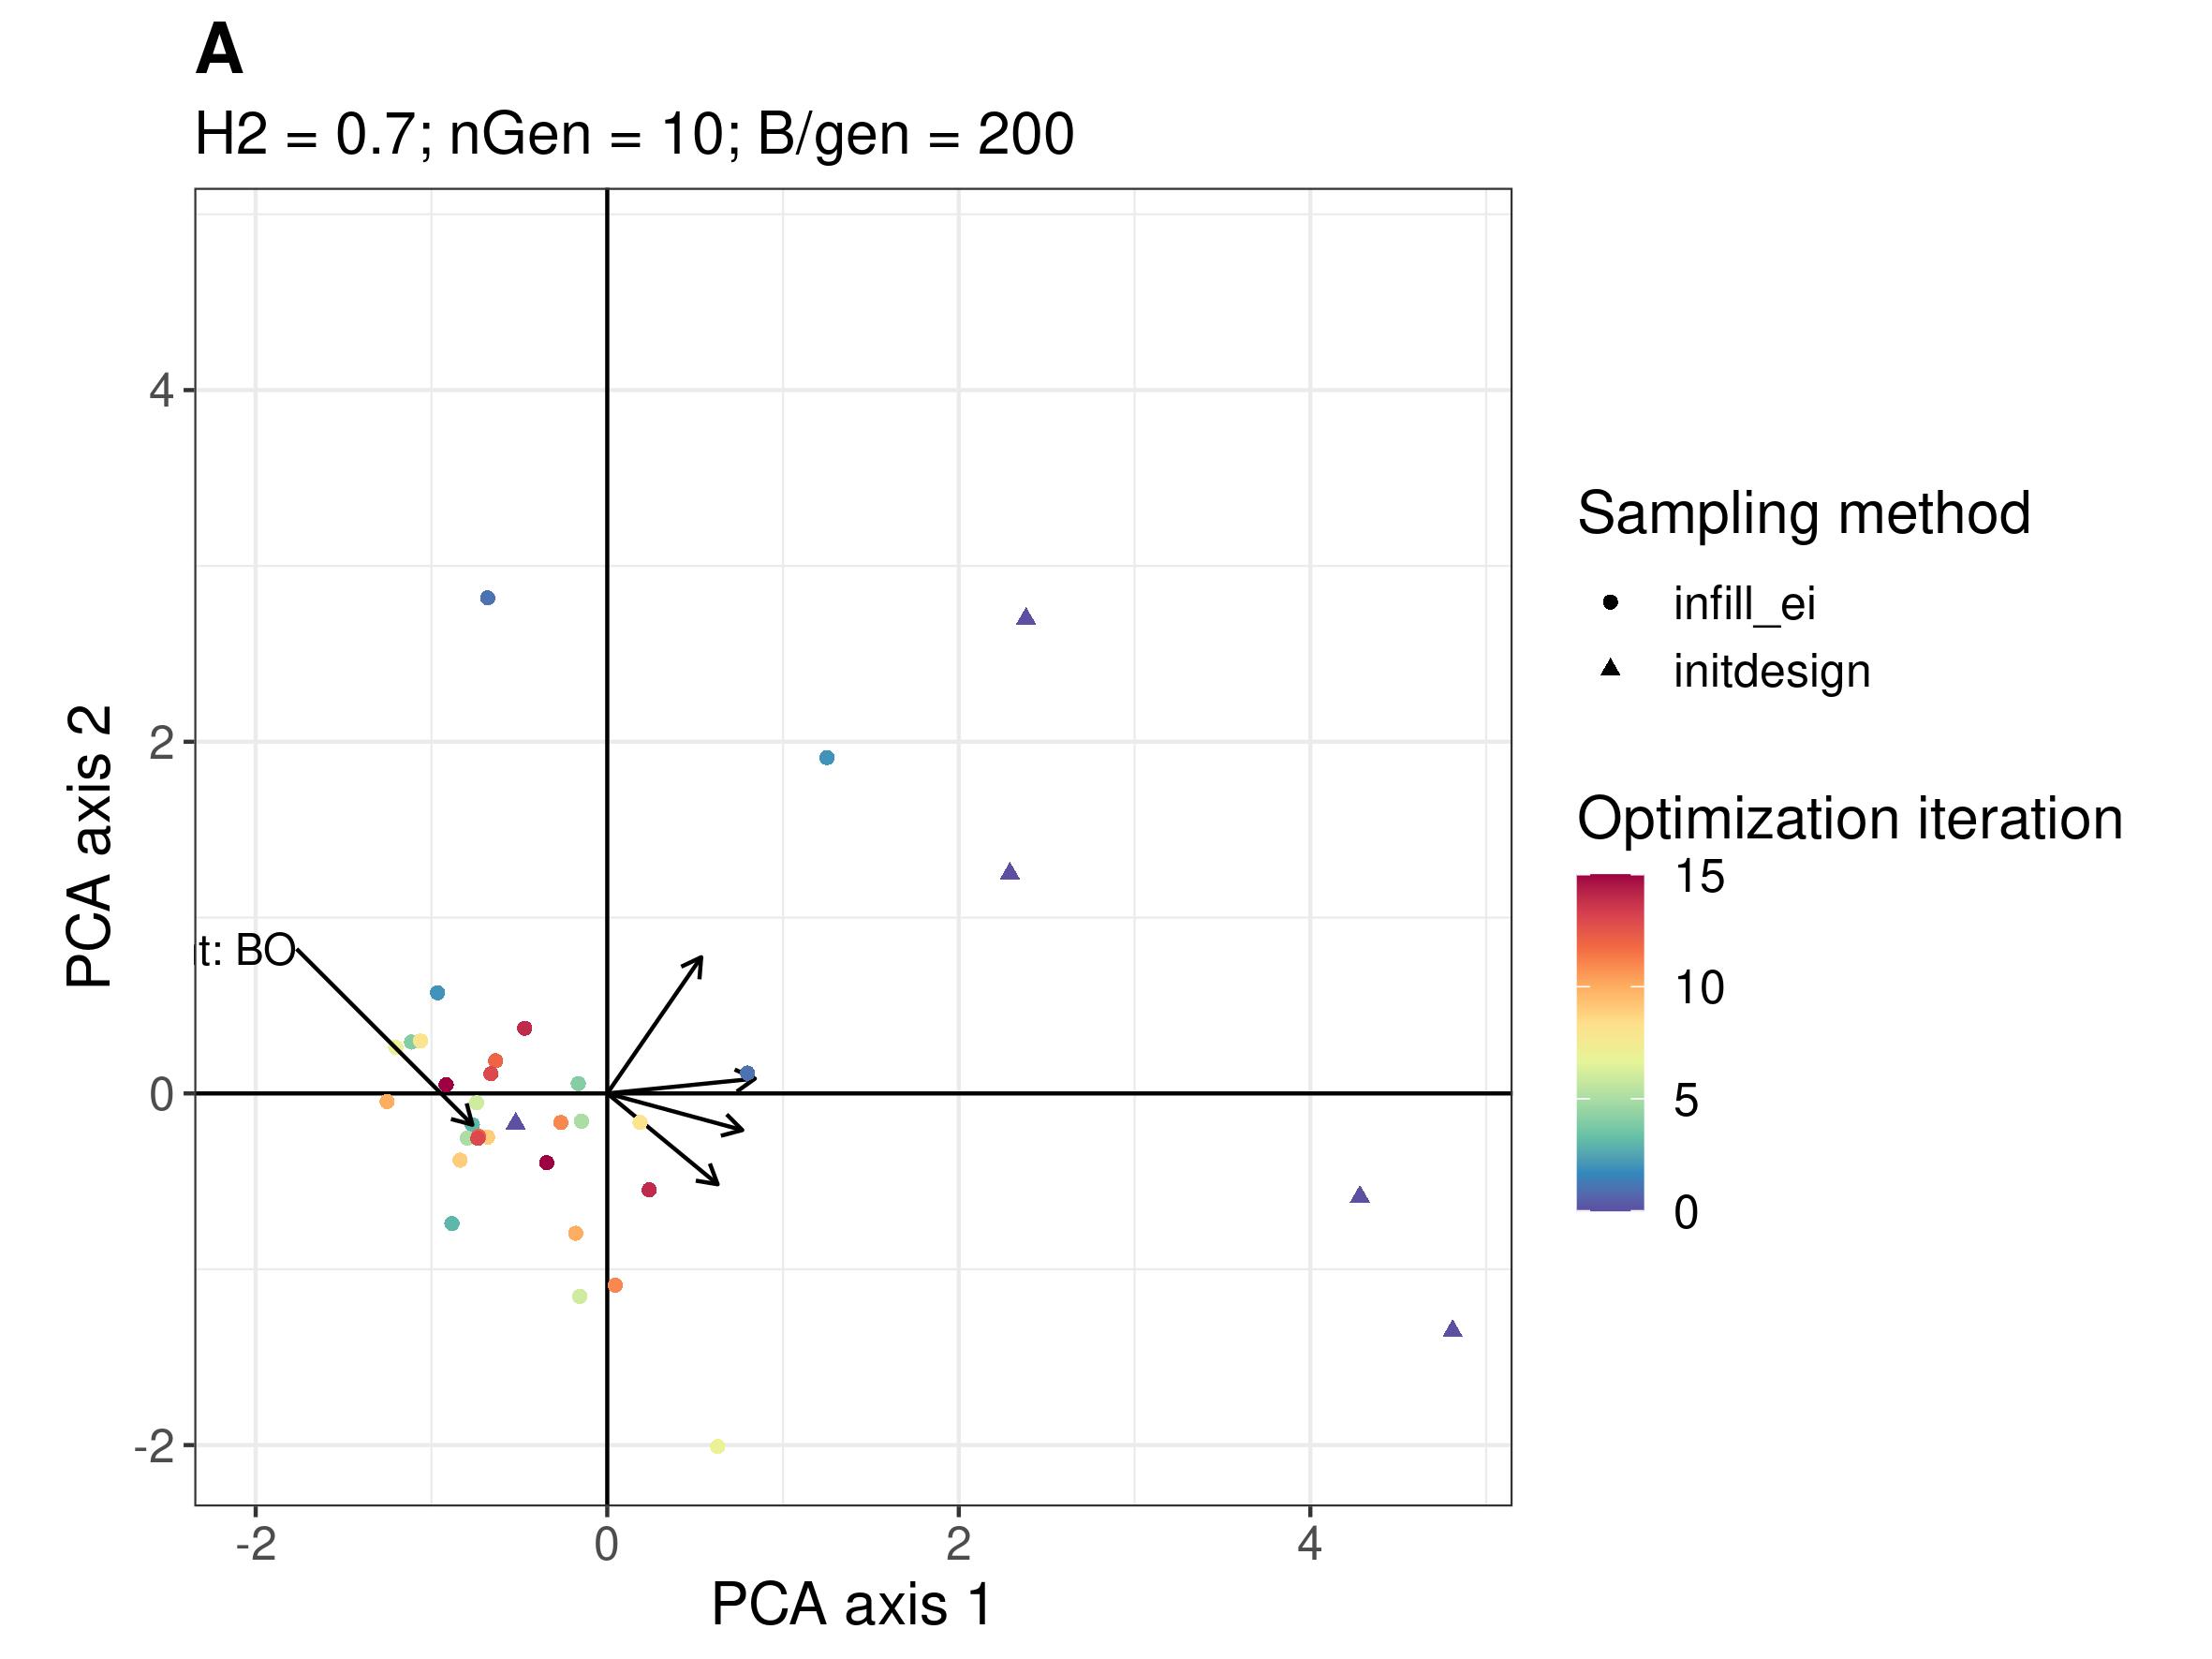 A
H2 = 0.7; nGen = 10; B/gen = 200
PCA axis 2
4
2
0
-2
t: BO
-2
0
2
4
PCA axis 1
Sampling method
infill_ei
initdesign
Optimization iteration
15
10
5
0